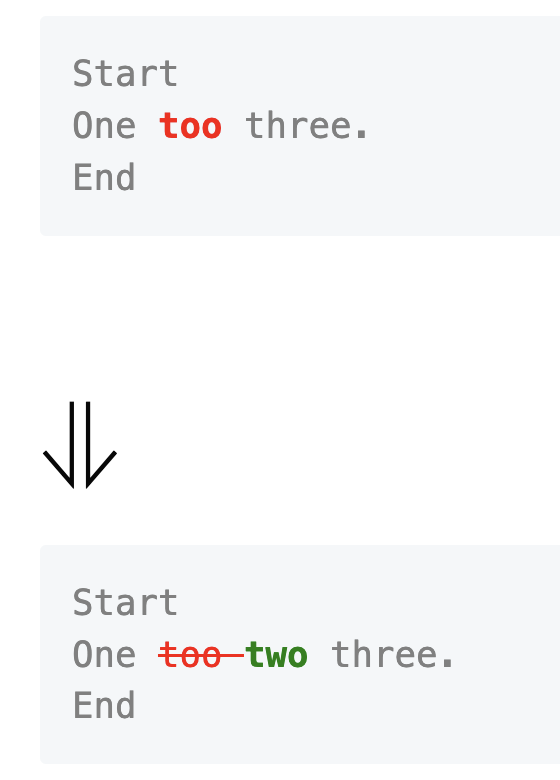 Start
One too three.
End
⇓
Start
One too two three.
End